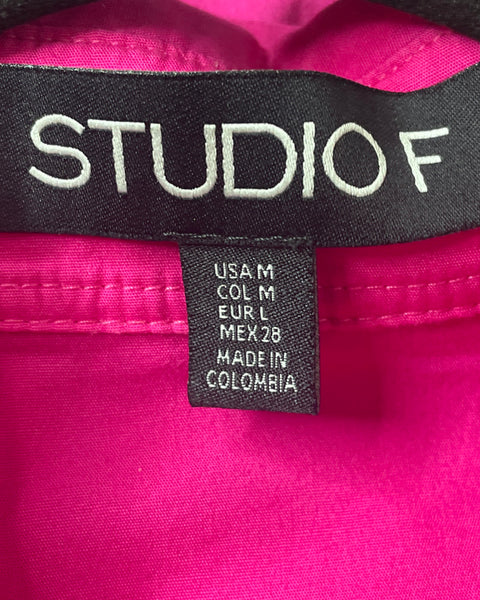 STUDIO F
USA M
COL M
EUR L
MEX 28
MADE IN
COLOMBIA